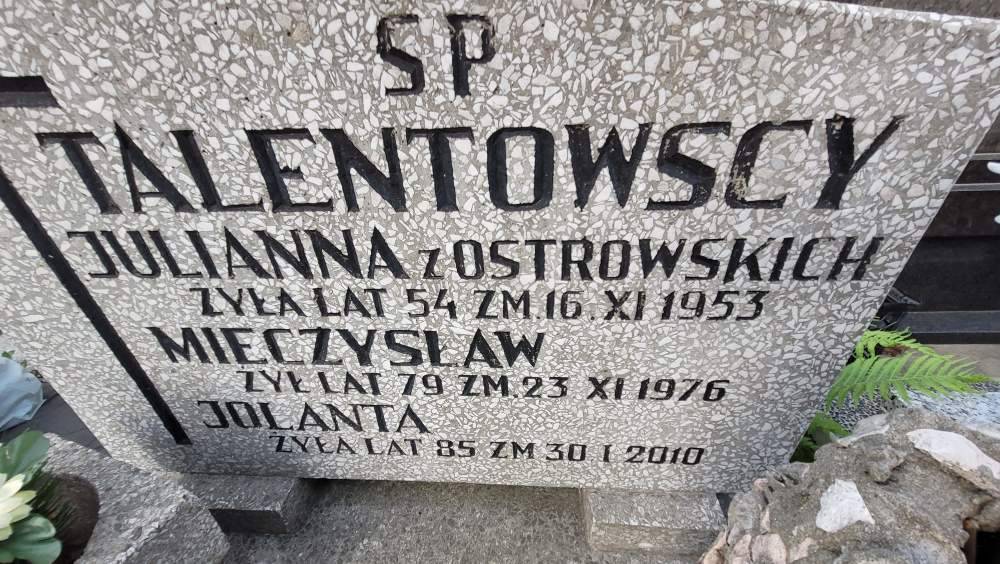 SP
TALENTOWSCY
JULIANNA z OSTROWSKICH
ŻYŁA LAT 54 ZM. 16. XI 1953
MIECZYSŁAW
ŻYŁ LAT 79 ZM. 23 XI 1976
JOLANTA
ŻYŁA LAT 85 ZM 30 I 2010